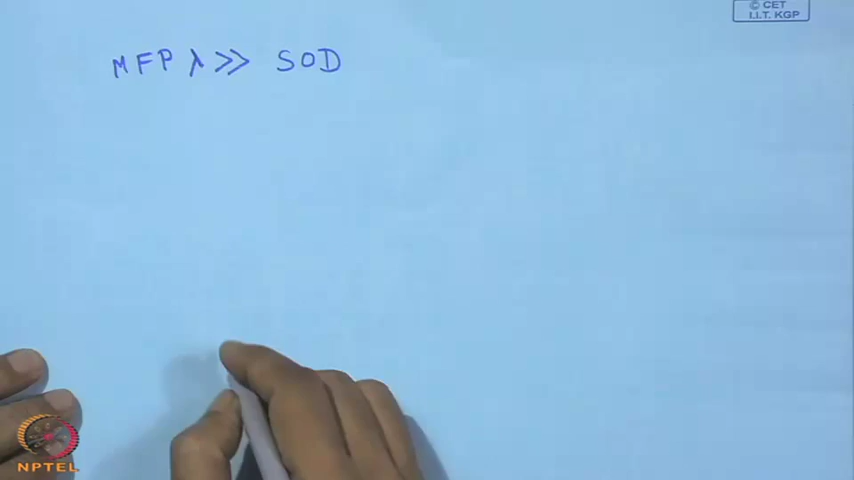 © CET
I.I.T. KGP
MFP λ >> SOD
NPTEL